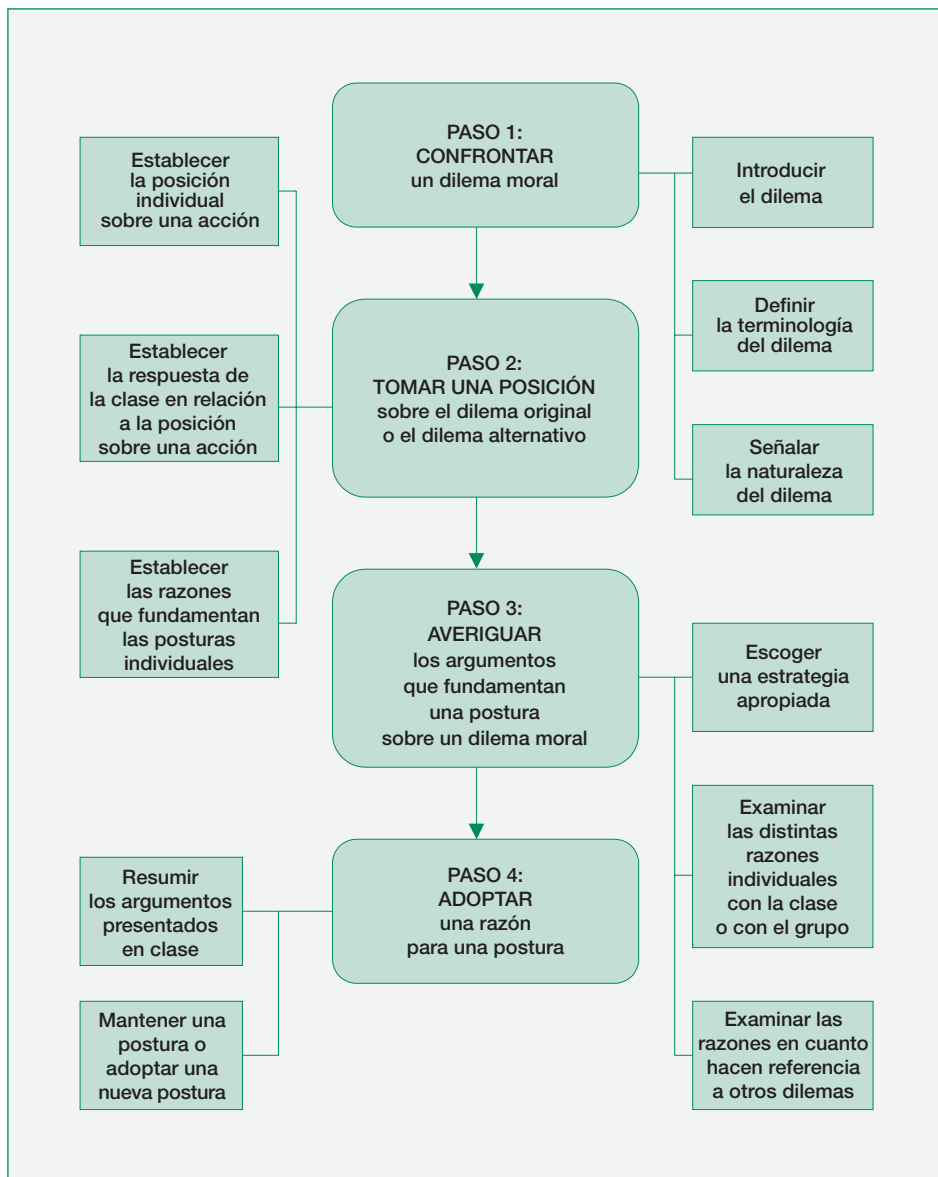 PASO 1:
CONFRONTAR
un dilema moral
Introducir
el dilema
Definir
la terminología
del dilema
Señalar
la naturaleza
del dilema
PASO 2:
TOMAR UNA POSICIÓN
sobre el dilema original
o el dilema alternativo
Establecer
la posición
individual
sobre una acción
Establecer
la respuesta de
la clase en relación
a la posición
sobre una acción
Establecer
las razones
que fundamentan
las posturas
individuales
PASO 3:
AVERIGUAR
los argumentos
que fundamentan
una postura
sobre un dilema moral
Escoger
una estrategia
apropiada
Examinar
las distintas
razones
individuales
con la clase
o con el grupo
Examinar las
razones en cuanto
hacen referencia
a otros dilemas
PASO 4:
ADOPTAR
una razón
para una postura
Resumir
los argumentos
presentados
en clase
Mantener una
postura o
adoptar una
nueva postura